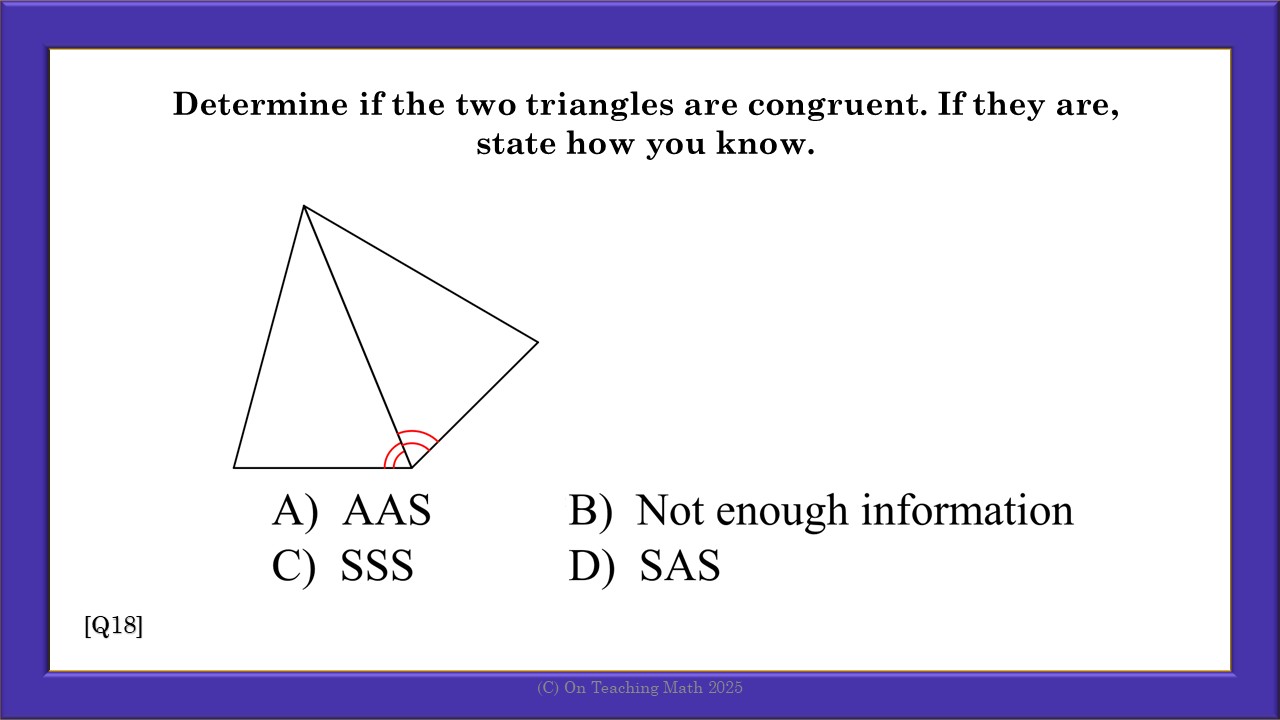 Determine if the two triangles are congruent. If they are,
state how you know.
A) AAS B) Not enough information
C) SSS D) SAS
[Q18]
(C) On Teaching Math 2025